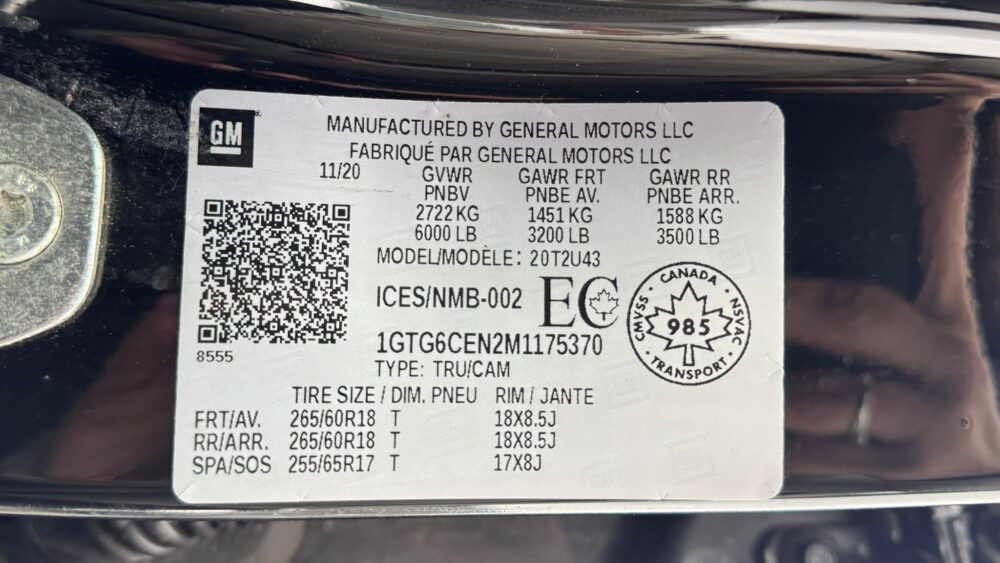 GM
MANUFACTURED BY GENERAL MOTORS LLC
FABRIQUÉ PAR GENERAL MOTORS LLC
11/20 GVWR GAWR FRT GAWR RR
PNBV PNBE AV. PNBE ARR.
2722 KG 1451 KG 1588 KG
6000 LB 3200 LB 3500 LB
MODEL/MODÈLE: 20T2U43
ICES/NMB-002 EC
CANADA
CMVSS 985 NSVAC
TRANSPORT
8555
1GTG6CEN2M1175370
TYPE: TRU/CAM
TIRE SIZE / DIM. PNEU RIM / JANTE
FRT/AV. 265/60R18 T 18X8.5J
RR/ARR. 265/60R18 T 18X8.5J
SPA/SOS 255/65R17 T 17X8J